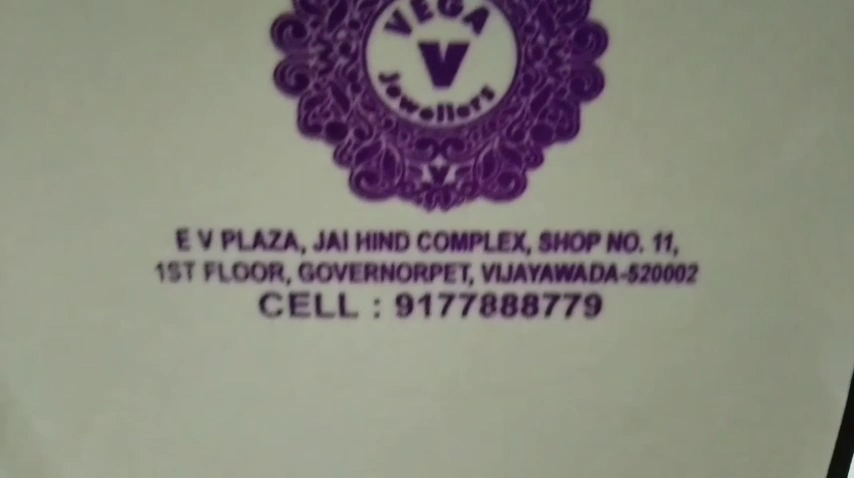 VEGA
V
Jewellers
V
E V PLAZA, JAI HIND COMPLEX, SHOP NO. 11,
1ST FLOOR, GOVERNORPET, VIJAYAWADA-520002
CELL : 9177888779